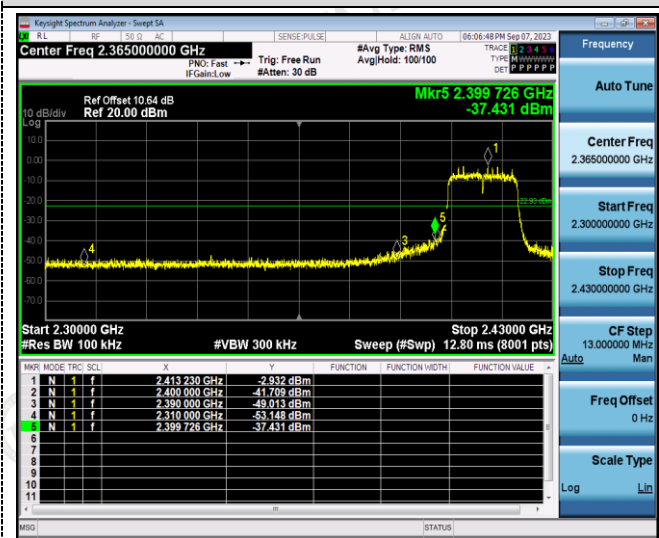 Keysight Spectrum Analyzer - Swept SA
RL RF 50 Ω AC SENSE:PULSE ALIGN AUTO 06:06:48 PM Sep 07, 2023
Center Freq 2.365000000 GHz
PNO: Fast
IFGain:Low
Trig: Free Run
#Atten: 30 dB
#Avg Type: RMS
Avg|Hold: 100/100
TRACE 1 2 3 4 5 6
TYPE M W W W W W
DET P P P P P P
Ref Offset 10.64 dB
10 dB/div Ref 20.00 dBm
Log
Mkr5 2.399 726 GHz
-37.431 dBm
10.0
0.00
-10.0
-20.0
-30.0
-40.0
-50.0
-60.0
-70.0
1
5
3
4
Start 2.30000 GHz Stop 2.43000 GHz
#Res BW 100 kHz #VBW 300 kHz Sweep (#Swp) 12.80 ms (8001 pts)
MKR MODE TRC SCL X Y FUNCTION FUNCTION WIDTH FUNCTION VALUE
1 N 1 f 2.413 230 GHz -2.932 dBm
2 N 1 f 2.400 000 GHz -41.709 dBm
3 N 1 f 2.390 000 GHz -49.013 dBm
4 N 1 f 2.310 000 GHz -53.148 dBm
5 N 1 f 2.399 726 GHz -37.431 dBm
6
7
8
9
10
11
MSG STATUS
Frequency
Auto Tune
Center Freq
2.365000000 GHz
Start Freq
2.300000000 GHz
Stop Freq
2.430000000 GHz
CF Step
13.000000 MHz
Auto Man
Freq Offset
0 Hz
Scale Type
Log Lin